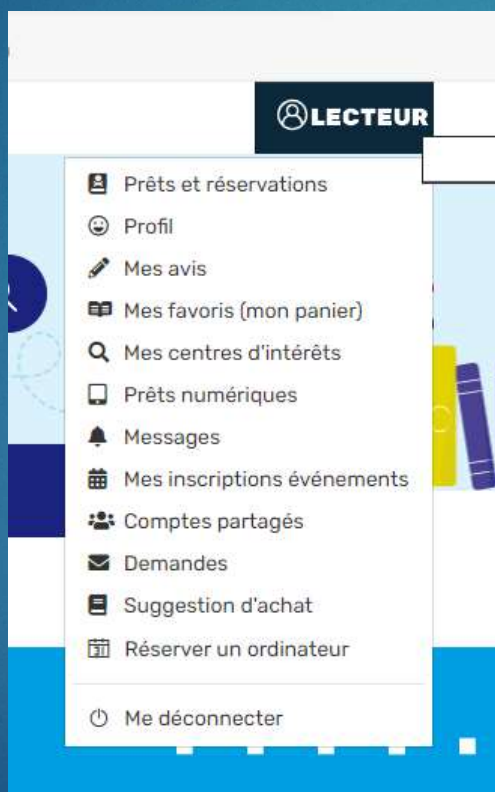 LECTEUR
Prêts et réservations
Profil
Mes avis
Mes favoris (mon panier)
Mes centres d'intérêts
Prêts numériques
Messages
Mes inscriptions événements
Comptes partagés
Demandes
Suggestion d'achat
Réserver un ordinateur
Me déconnecter